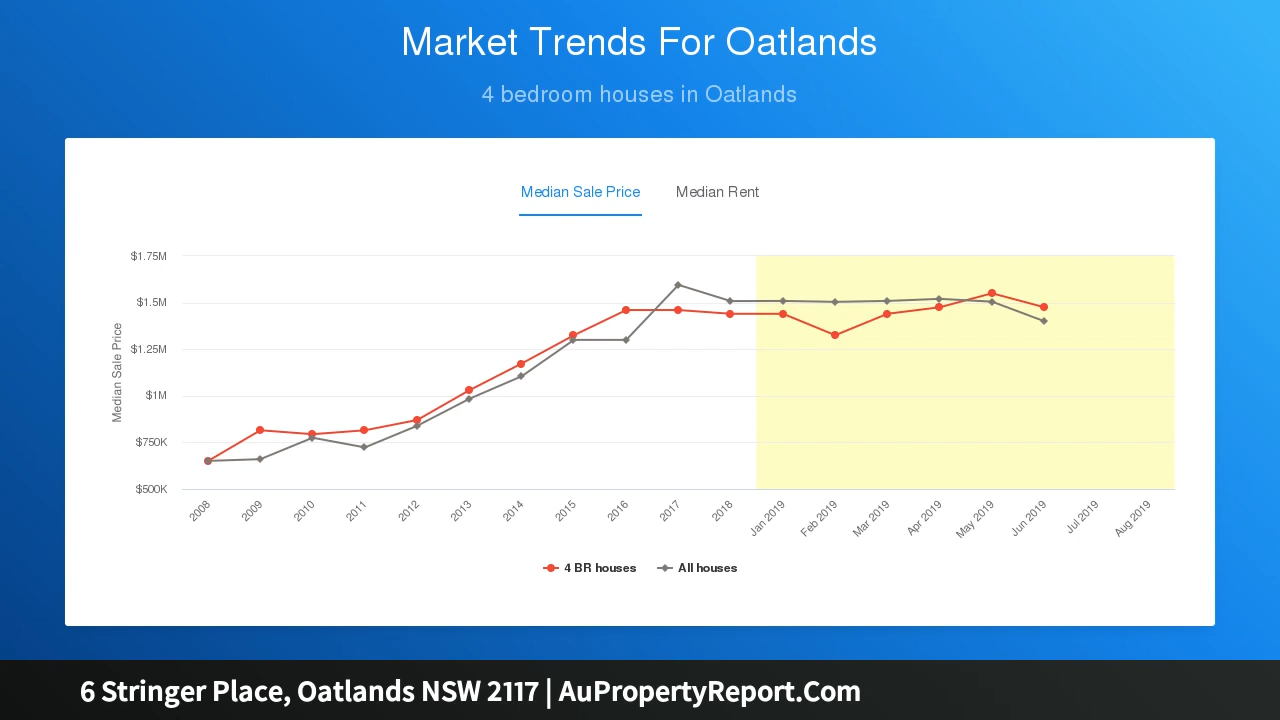 Market Trends For Oatlands
4 bedroom houses in Oatlands
Median Sale Price Median Rent
Median Sale Price
$1.75M
$1.5M
$1.25M
$1M
$750K
$500K
2008 2009 2010 2011 2012 2013 2014 2015 2016 2017 2018 Jan 2019 Feb 2019 Mar 2019 Apr 2019 May 2019 Jun 2019 Jul 2019 Aug 2019
4 BR houses All houses
6 Stringer Place, Oatlands NSW 2117 | AuPropertyReport.Com